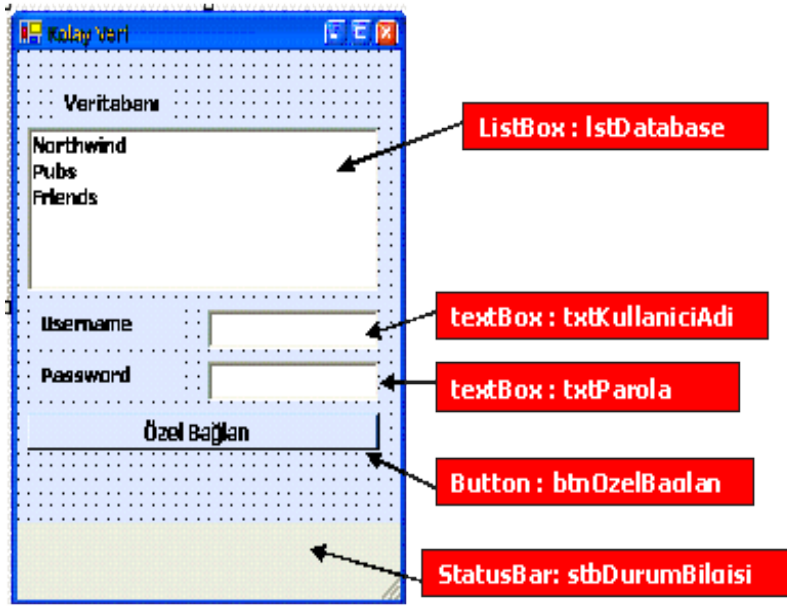 Kolay Veri
Veritabanı
Northwind
Pubs
Friends
ListBox : lstDatabase
Username
textBox : txtKullaniciAdi
Password
textBox : txtParola
Özel Bağlan
Button : btnOzelBaglan
StatusBar: stbDurumBilgisi